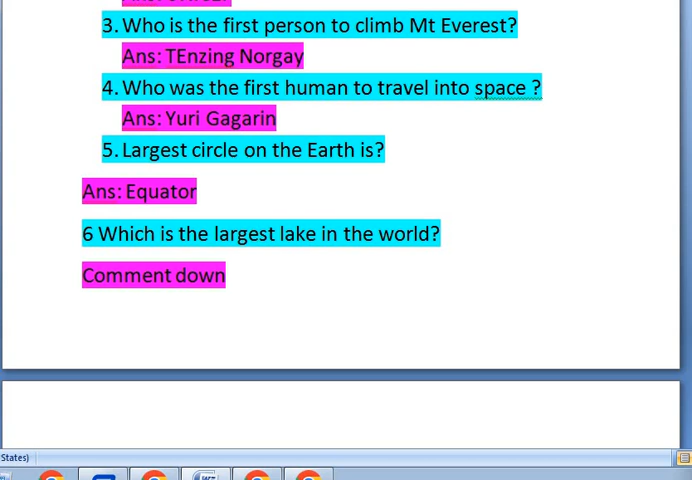 3. Who is the first person to climb Mt Everest?
Ans: TEnzing Norgay
4. Who was the first human to travel into space ?
Ans: Yuri Gagarin
5. Largest circle on the Earth is?
Ans: Equator
6 Which is the largest lake in the world?
Comment down
States)